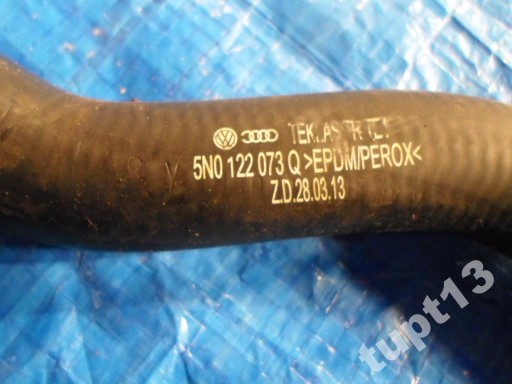 5N0 122 073 Q >EPDM/PEROX<
Z.D.28.03.13
tupt13